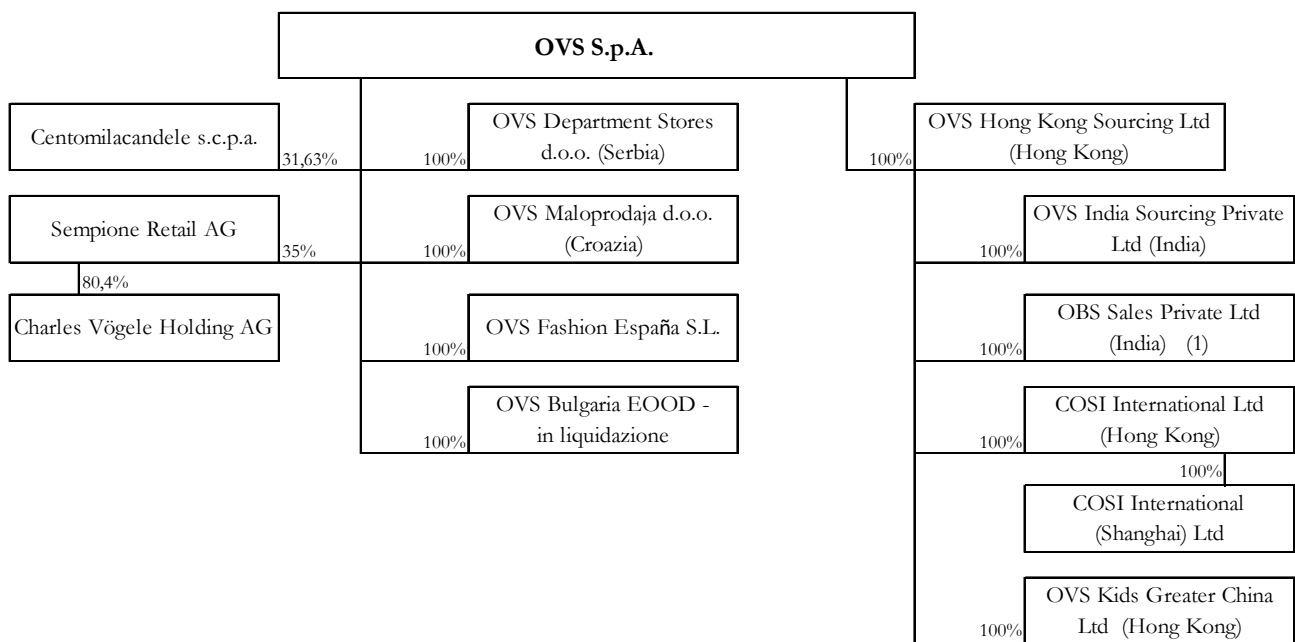 OVS S.p.A.
Centomilacandele s.c.p.a.
31,63%
100%
OVS Department Stores
d.o.o. (Serbia)
100%
OVS Hong Kong Sourcing Ltd
(Hong Kong)
Sempione Retail AG
35%
100%
OVS Maloprodaja d.o.o.
(Croazia)
100%
OVS India Sourcing Private
Ltd (India)
80,4%
Charles Vögele Holding AG
100%
OVS Fashion España S.L.
100%
OBS Sales Private Ltd
(India) (1)
100%
OVS Bulgaria EOOD -
in liquidazione
100%
COSI International Ltd
(Hong Kong)
100%
COSI International
(Shanghai) Ltd
100%
OVS Kids Greater China
Ltd (Hong Kong)